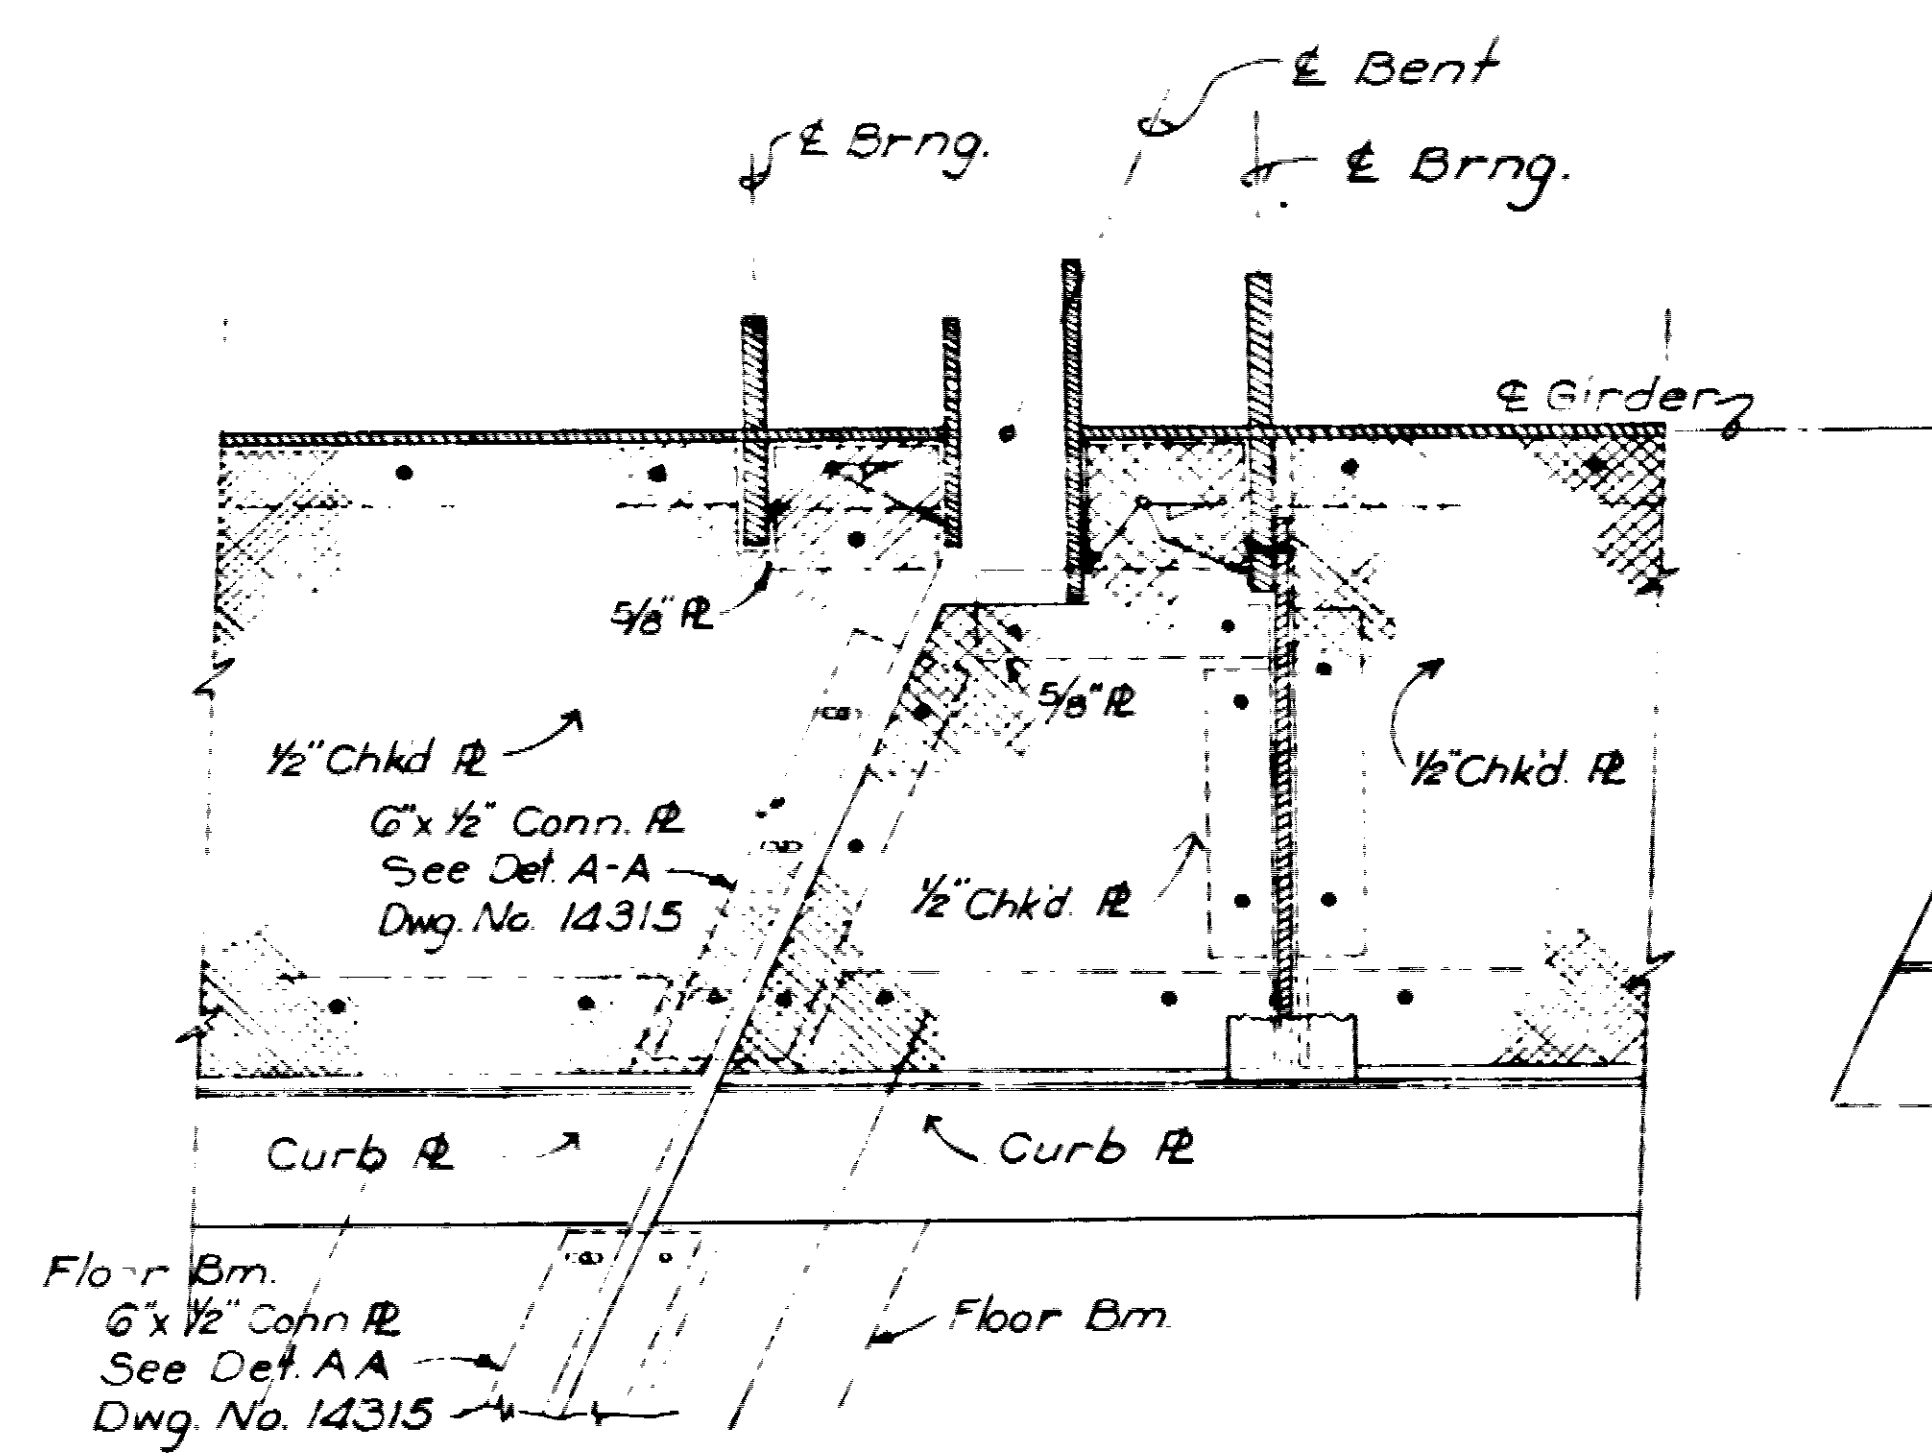 ℄ Bent
℄ Brng.
℄ Brng.
℄ Girder
5/8" ℙL
5/8" ℙL
1/2" Chkd ℙL
1/2" Chk'd. ℙL
6" x 1/2" Conn. ℙL
See Det. A-A
Dwg. No. 14315
1/2" Chk'd. ℙL
Curb ℙL
Curb ℙL
Floor Bm.
6" x 1/2" Conn ℙL
See Det. A A
Dwg. No. 14315
Floor Bm.